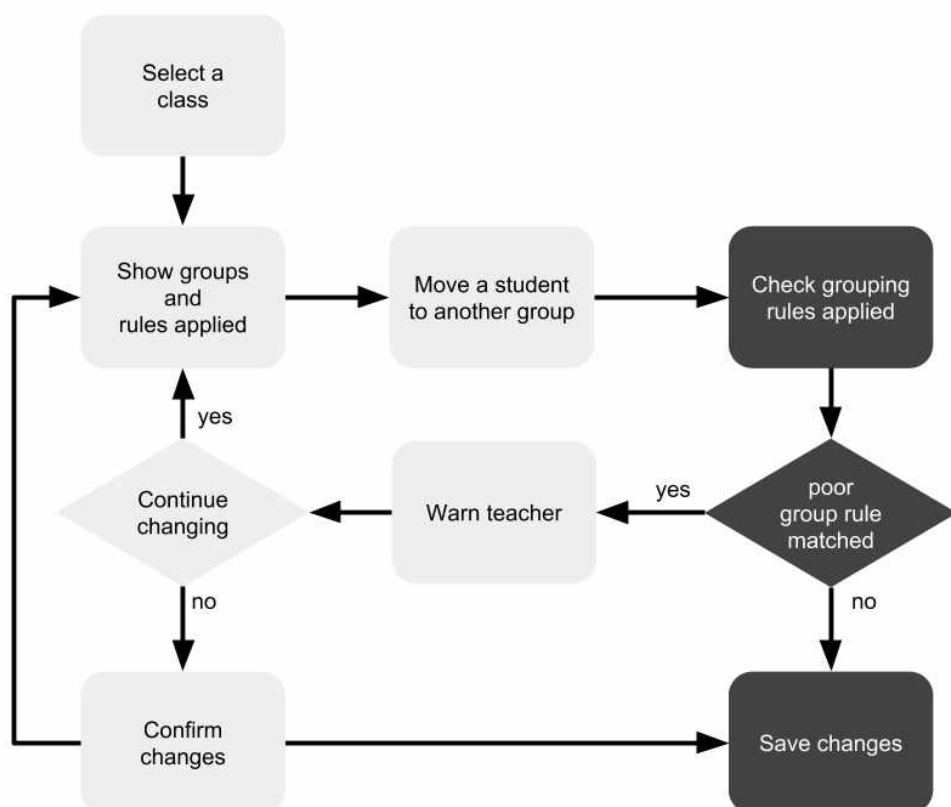 Select a
class
Show groups
and
rules applied
Move a student
to another group
Check grouping
rules applied
yes
Continue
changing
Warn teacher
yes
poor
group rule
matched
no
no
Confirm
changes
Save changes